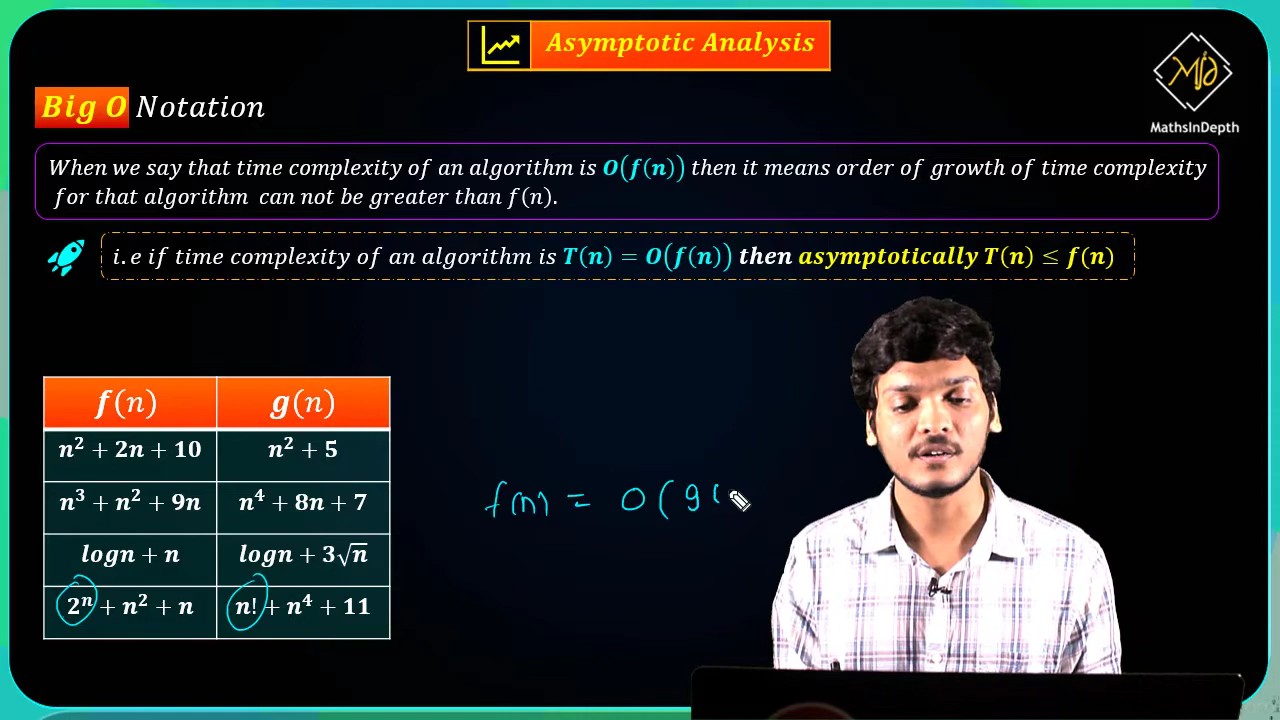 Asymptotic Analysis
MathsInDepth
Big O Notation
When we say that time complexity of an algorithm is O(f(n)) then it means order of growth of time complexity
for that algorithm can not be greater than f(n).
i.e if time complexity of an algorithm is T(n) = O(f(n)) then asymptotically T(n) ≤ f(n)
f(n) g(n)
n² + 2n + 10 n² + 5
n³ + n² + 9n n⁴ + 8n + 7
logn + n logn + 3√n
2ⁿ + n² + n n! + n⁴ + 11
f(n) = O(g(